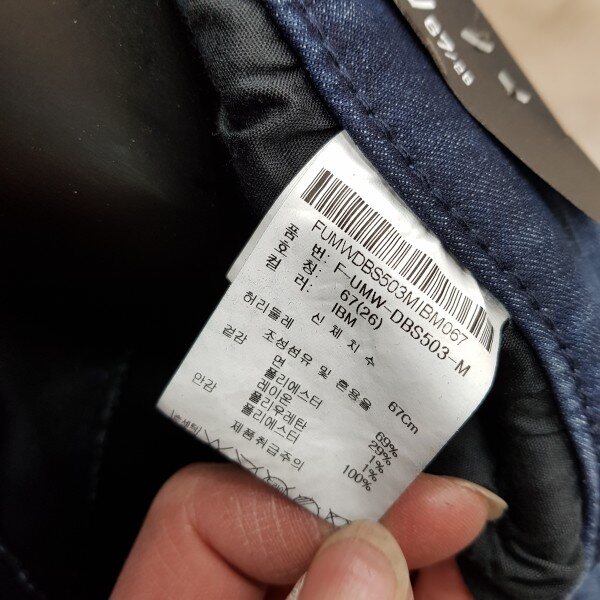 67/26
FUMWDBS503MIBM067
품 번: F-UMW-DBS503-M
호 칭: 67(26)
컬 러: IBM
신 체 치 수
허리둘레 67Cm
조성섬유 및 혼용율
겉감 면 69%
폴리에스터 29%
레이온 1%
폴리우레탄 1%
안감 폴리에스터 100%
제품취급주의